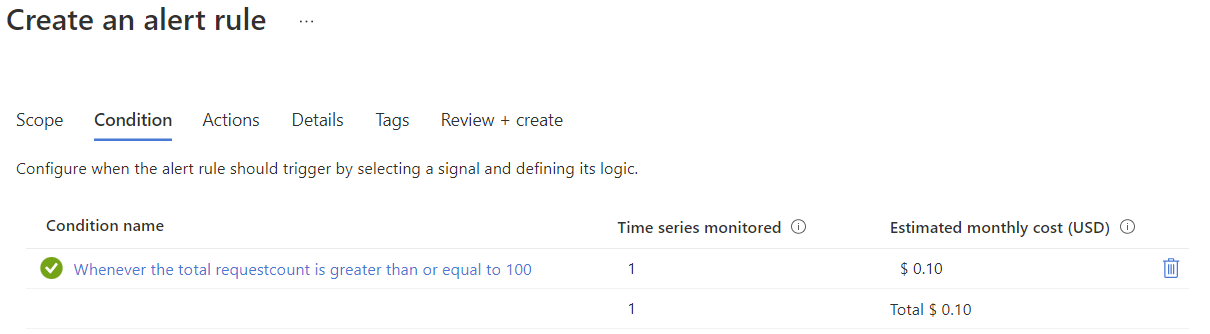 Create an alert rule ...
Scope Condition Actions Details Tags Review + create
Configure when the alert rule should trigger by selecting a signal and defining its logic.
Condition name Time series monitored Estimated monthly cost (USD)
Whenever the total requestcount is greater than or equal to 100 1 $ 0.10
1 Total $ 0.10